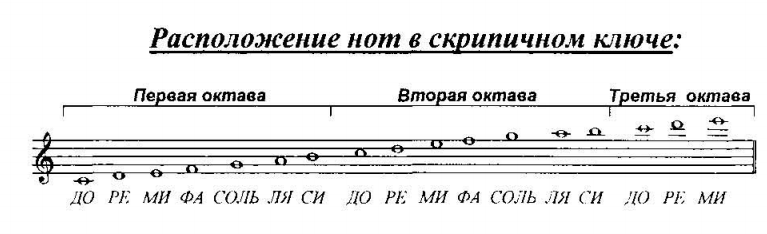 Расположение нот в скрипичном ключе:
Первая октава Вторая октава Третья октава
ДО РЕ МИ ФА СОЛЬ ЛЯ СИ ДО РЕ МИ ФА СОЛЬ ЛЯ СИ ДО РЕ МИ